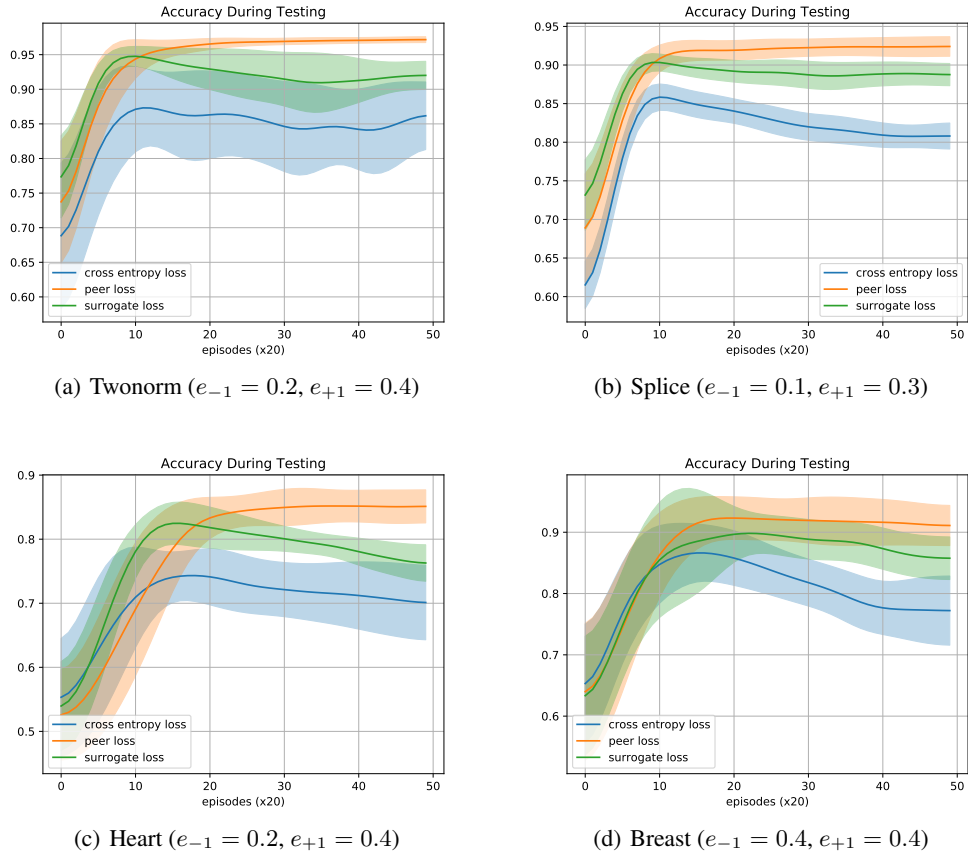 Accuracy During Testing
0.95
0.90
0.85
0.80
0.75
0.70
0.65
0.60
cross entropy loss
peer loss
surrogate loss
0 10 20 30 40 50
episodes (x20)
(a) Twonorm (e₋₁ = 0.2, e₊₁ = 0.4)
Accuracy During Testing
0.95
0.90
0.85
0.80
0.75
0.70
0.65
0.60
cross entropy loss
peer loss
surrogate loss
0 10 20 30 40 50
episodes (x20)
(b) Splice (e₋₁ = 0.1, e₊₁ = 0.3)
Accuracy During Testing
0.9
0.8
0.7
0.6
0.5
cross entropy loss
peer loss
surrogate loss
0 10 20 30 40 50
episodes (x20)
(c) Heart (e₋₁ = 0.2, e₊₁ = 0.4)
Accuracy During Testing
1.0
0.9
0.8
0.7
0.6
cross entropy loss
peer loss
surrogate loss
0 10 20 30 40 50
episodes (x20)
(d) Breast (e₋₁ = 0.4, e₊₁ = 0.4)